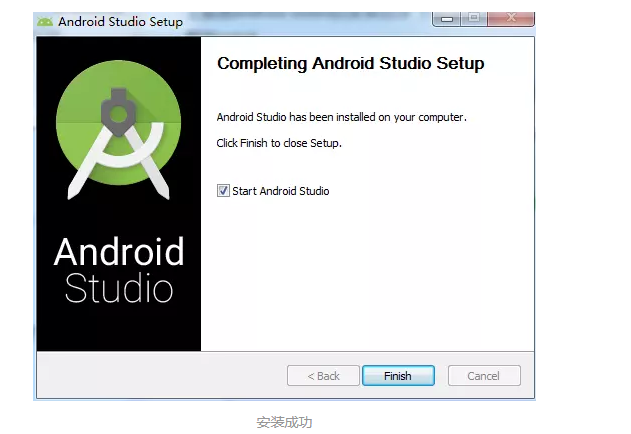 Android Studio Setup
Completing Android Studio Setup
Android Studio has been installed on your computer.
Click Finish to close Setup.
Start Android Studio
Android
Studio
< Back
Finish
Cancel
安装成功